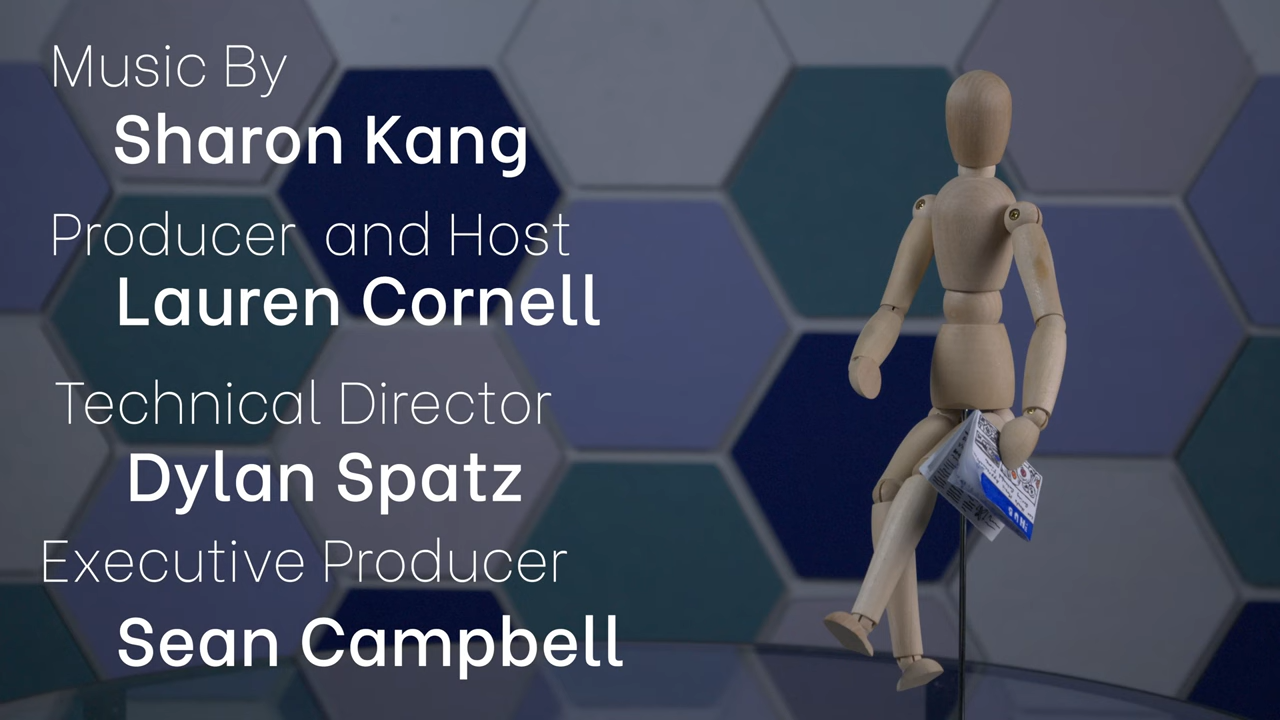 Music By
Sharon Kang
Producer and Host
Lauren Cornell
Technical Director
Dylan Spatz
Executive Producer
Sean Campbell